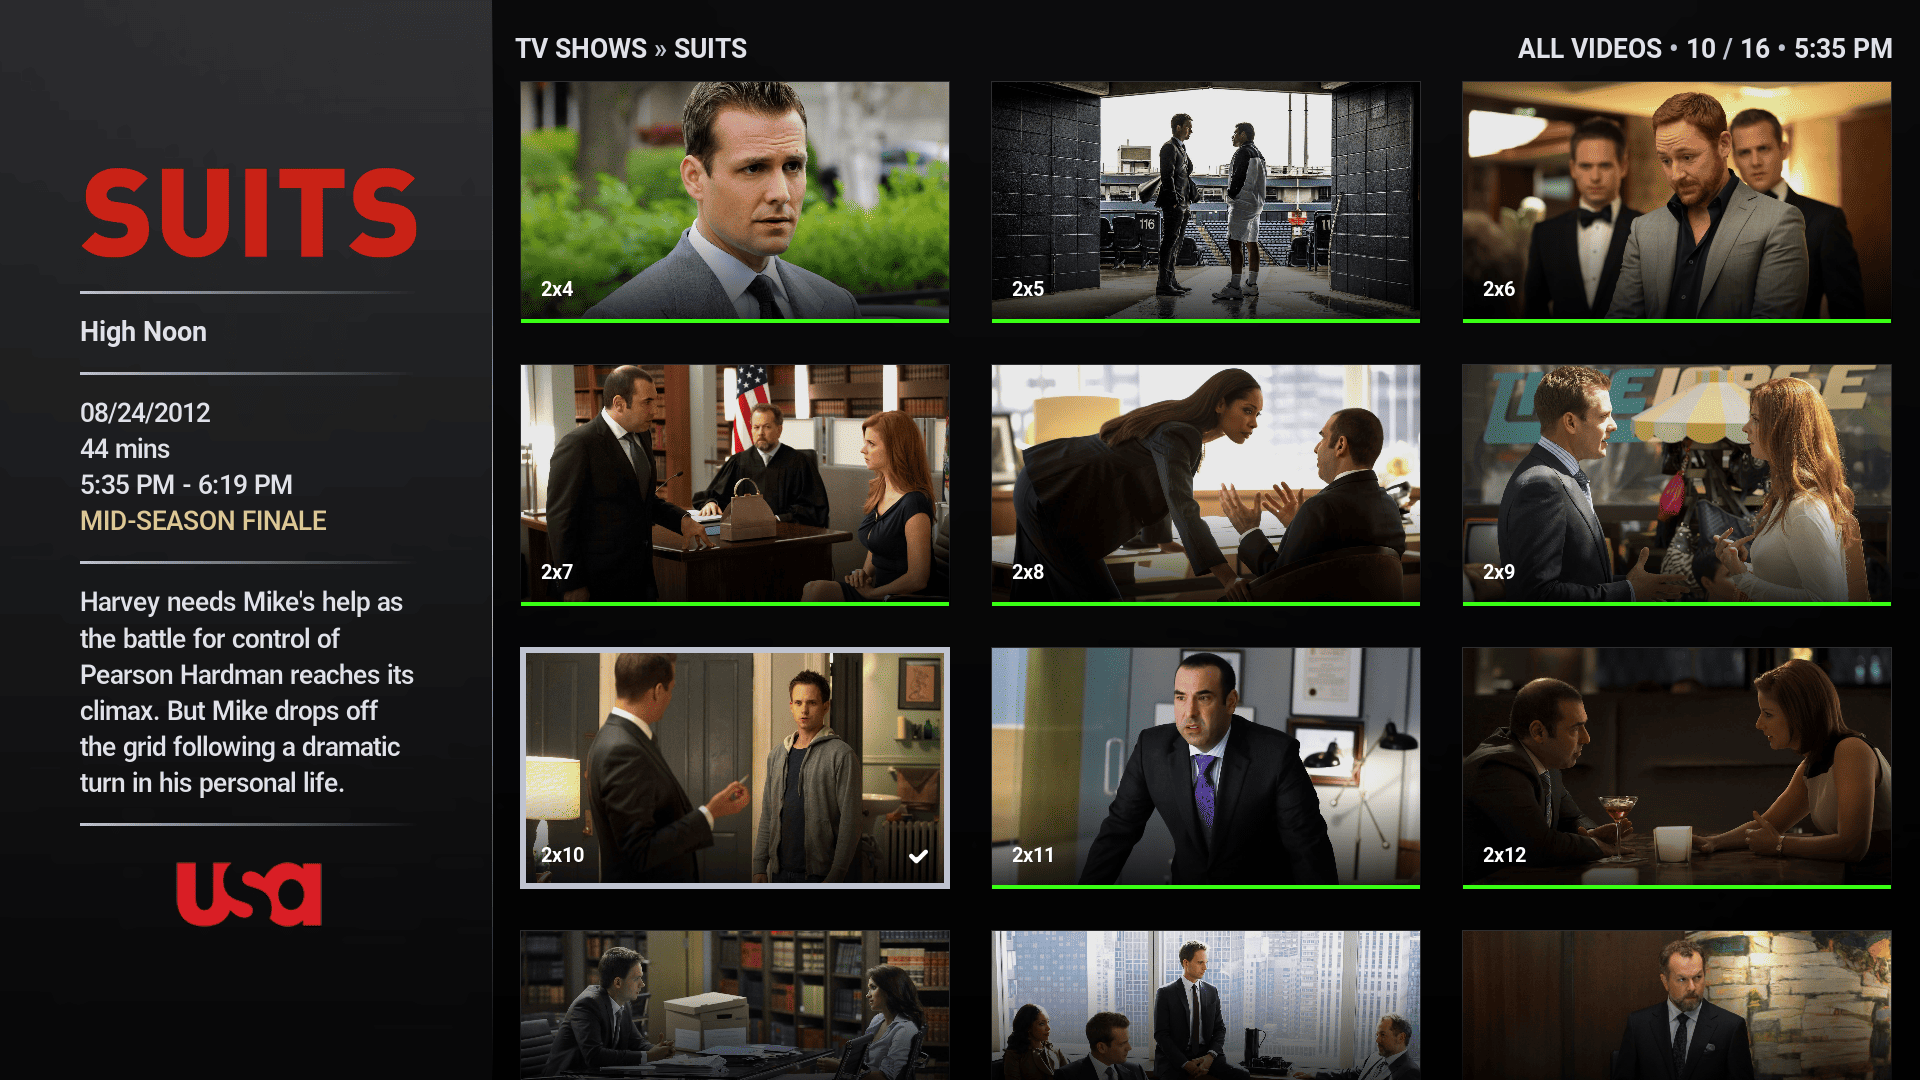 SUITS
High Noon
08/24/2012
44 mins
5:35 PM - 6:19 PM
MID-SEASON FINALE
Harvey needs Mike's help as
the battle for control of
Pearson Hardman reaches its
climax. But Mike drops off
the grid following a dramatic
turn in his personal life.
usa
TV SHOWS » SUITS
ALL VIDEOS • 10 / 16 • 5:35 PM
2x4
116
2x5
2x6
2x7
2x8
2x9
2x10
2x11
2x12